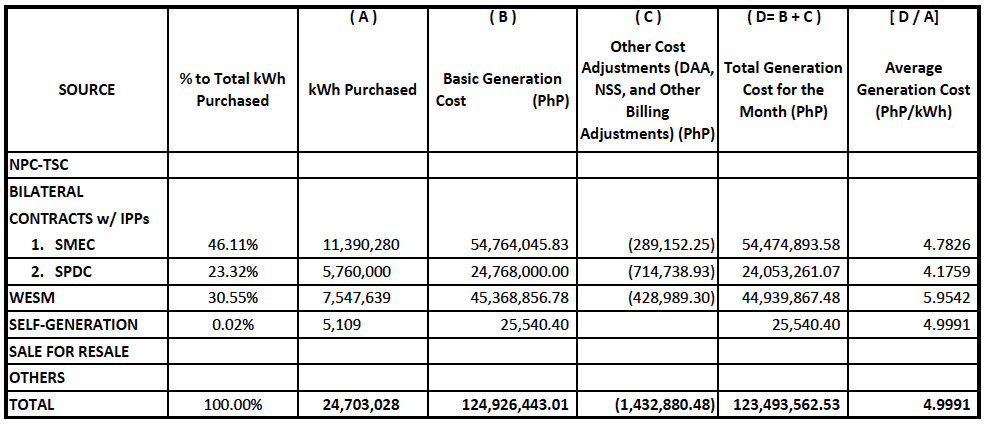 ( A ) ( B ) ( C ) ( D= B + C ) [ D / A]
SOURCE % to Total kWh Purchased kWh Purchased Basic Generation Cost (PhP) Other Cost Adjustments (DAA, NSS, and Other Billing Adjustments) (PhP) Total Generation Cost for the Month (PhP) Average Generation Cost (PhP/kWh)
NPC-TSC
BILATERAL
CONTRACTS w/ IPPs
1. SMEC 46.11% 11,390,280 54,764,045.83 (289,152.25) 54,474,893.58 4.7826
2. SPDC 23.32% 5,760,000 24,768,000.00 (714,738.93) 24,053,261.07 4.1759
WESM 30.55% 7,547,639 45,368,856.78 (428,989.30) 44,939,867.48 5.9542
SELF-GENERATION 0.02% 5,109 25,540.40 25,540.40 4.9991
SALE FOR RESALE
OTHERS
TOTAL 100.00% 24,703,028 124,926,443.01 (1,432,880.48) 123,493,562.53 4.9991